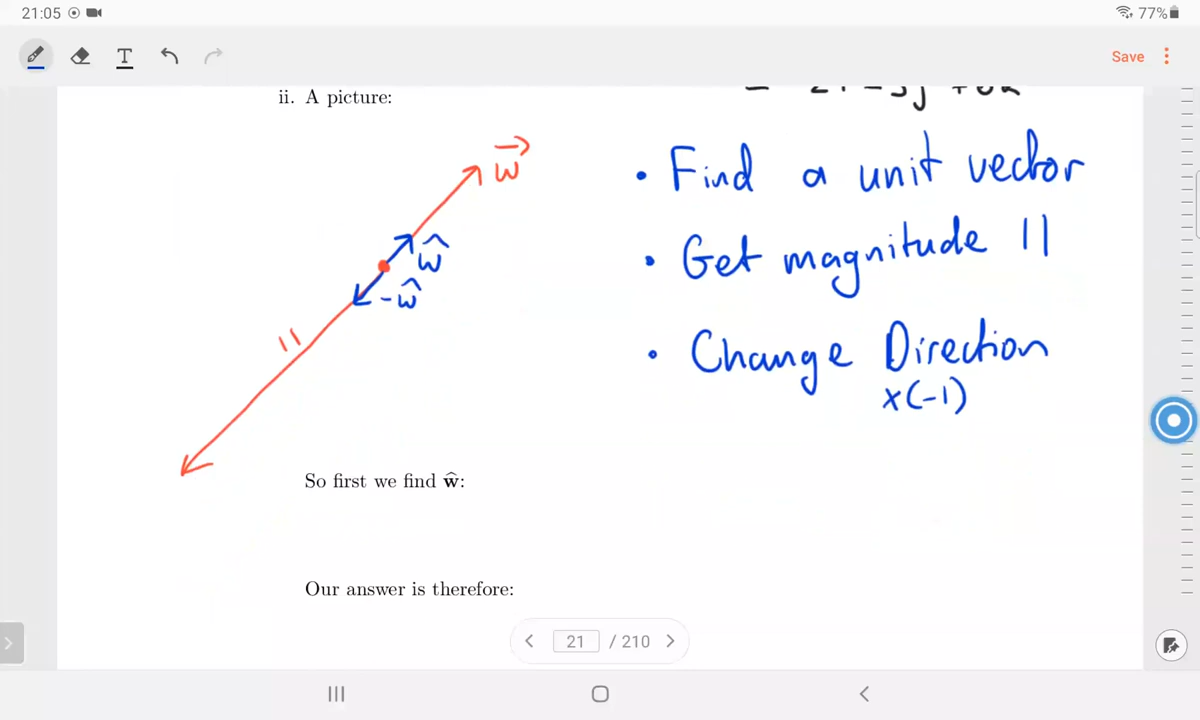 21:05
77%
T
Save
ii. A picture:
w
ŵ
-ŵ
11
• Find a unit vector
• Get magnitude 11
• Change Direction
x(-1)
So first we find ŵ:
Our answer is therefore:
21 / 210